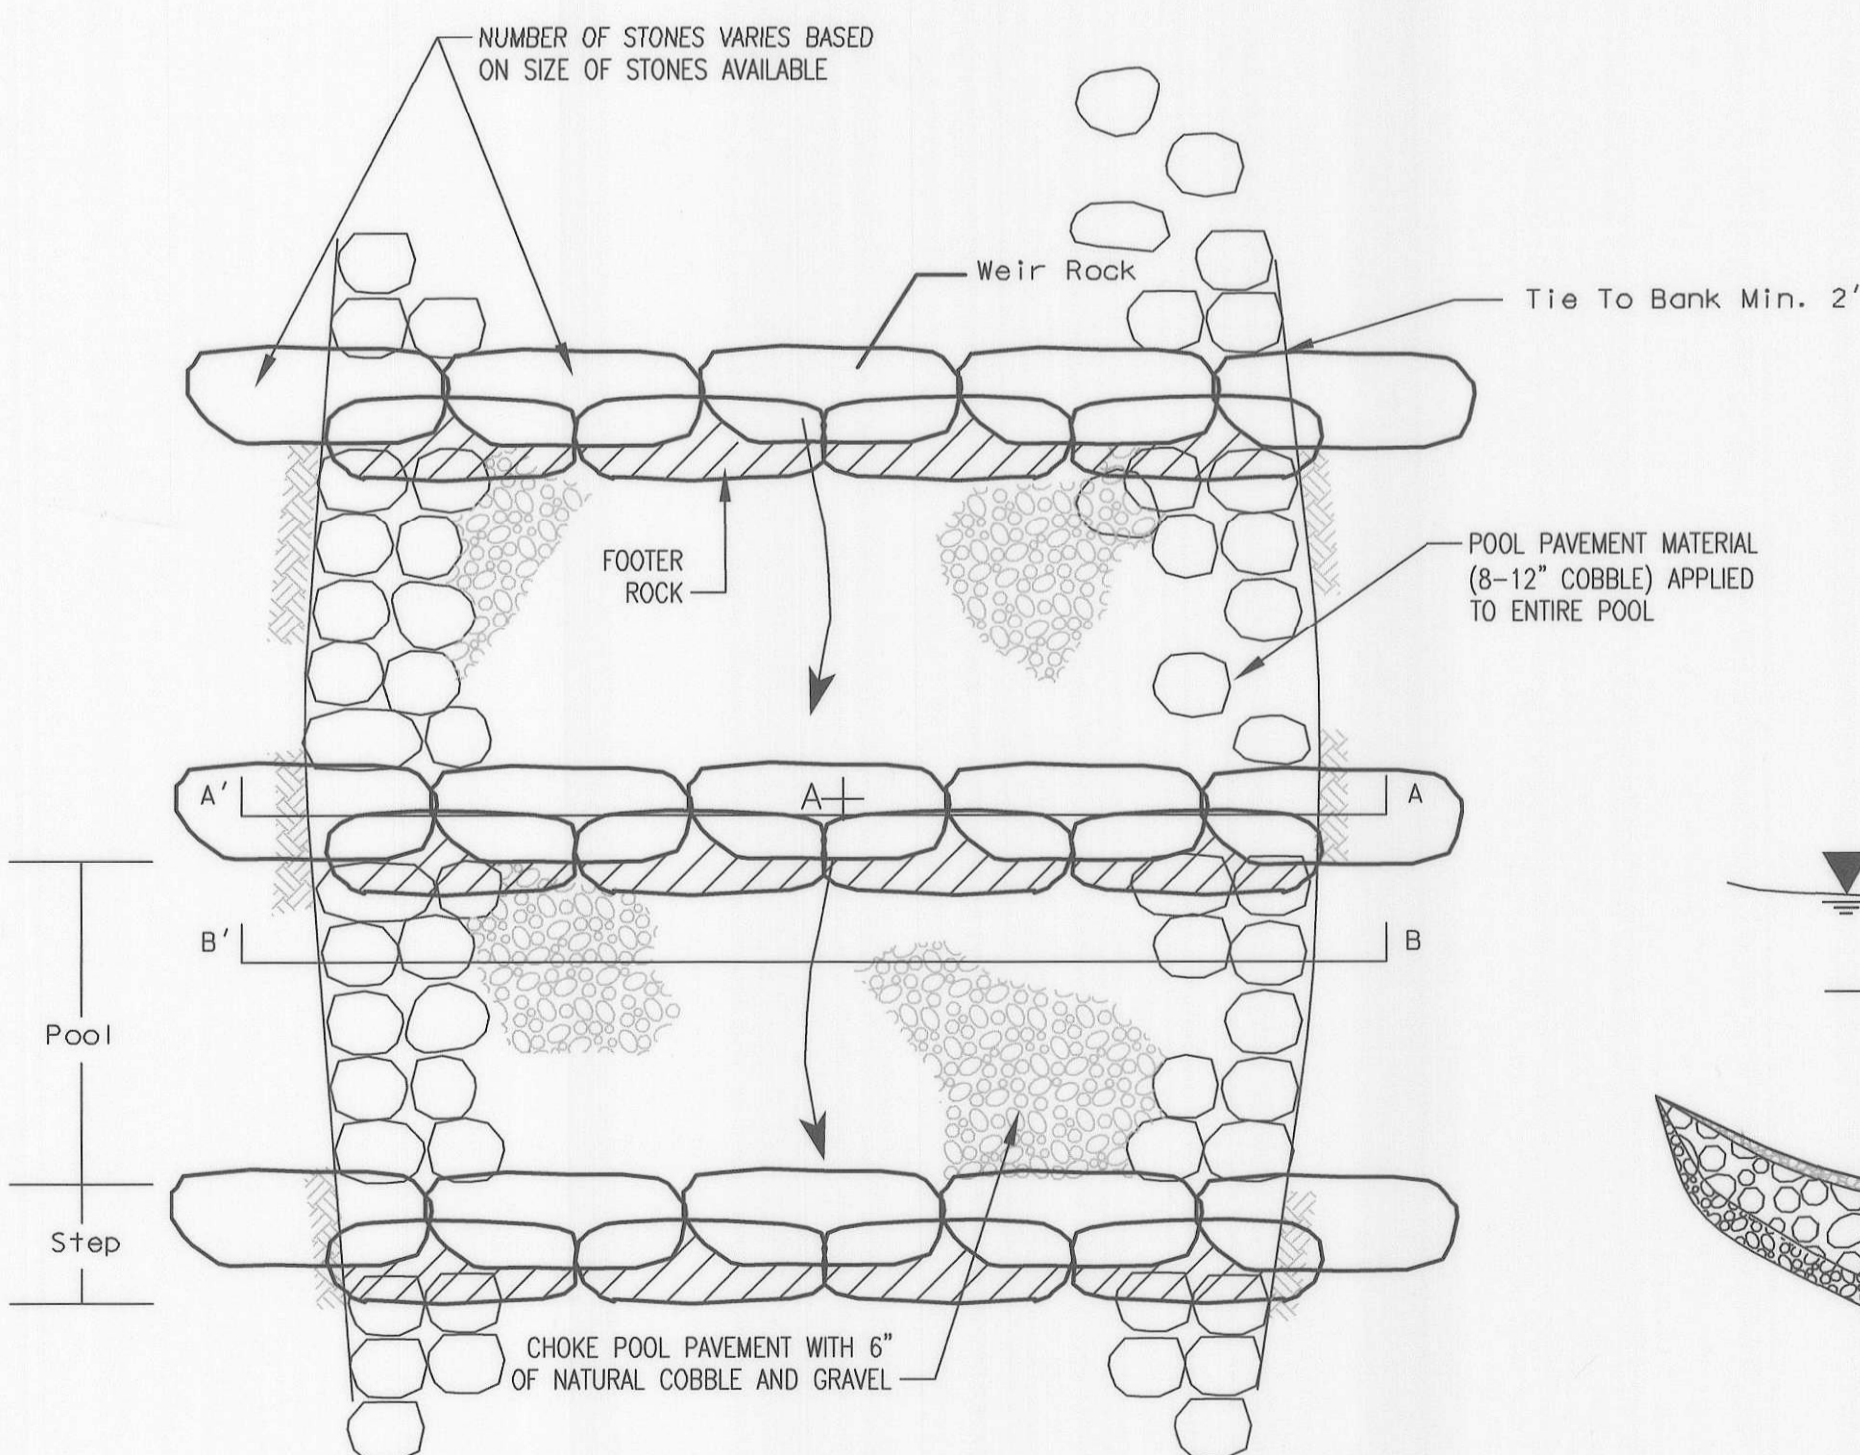 NUMBER OF STONES VARIES BASED
ON SIZE OF STONES AVAILABLE
Weir Rock
Tie To Bank Min. 2'
FOOTER
ROCK
POOL PAVEMENT MATERIAL
(8-12" COBBLE) APPLIED
TO ENTIRE POOL
A'
A
A
B'
B
Pool
Step
CHOKE POOL PAVEMENT WITH 6"
OF NATURAL COBBLE AND GRAVEL